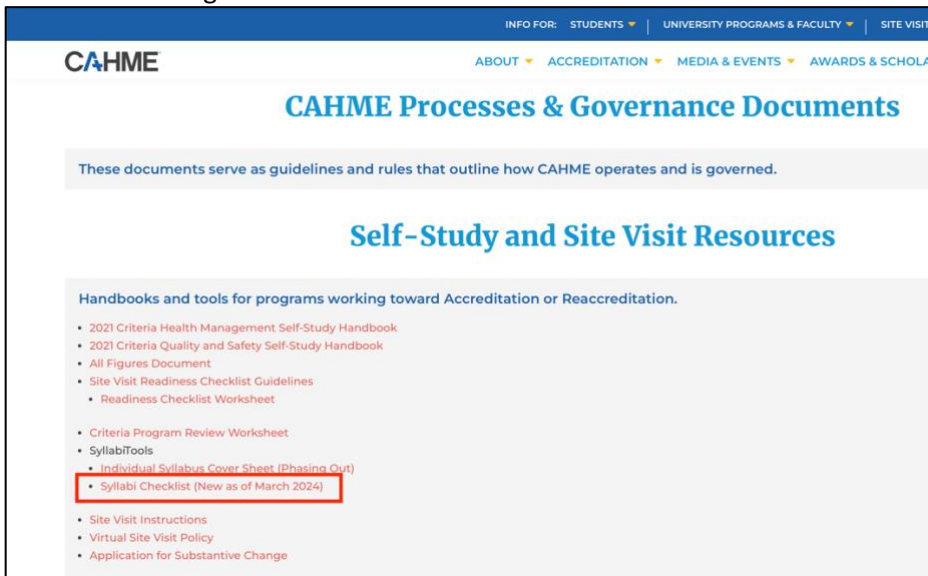 INFO FOR: STUDENTS | UNIVERSITY PROGRAMS & FACULTY | SITE VISIT
CAHME ABOUT ACCREDITATION MEDIA & EVENTS AWARDS &
CAHME Processes & Governance Documents
These documents serve as guidelines and rules that outline how CAHME operates and is governed.
Self-Study and Site Visit Resources
Handbooks and tools for programs working toward Accreditation or Reaccreditation.
• 2021 Criteria Health Management Self-Study Handbook
• 2021 Criteria Quality and Safety Self-Study Handbook
• All Figures Document
• Site Visit Readiness Checklist Guidelines
• Readiness Checklist Worksheet
• Criteria Program Review Worksheet
• SyllabiTools
• Individual Syllabus Cover Sheet (Phasing Out)
• Syllabi Checklist (New as of March 2024)
• Site Visit Instructions
• Virtual Site Visit Policy
• Application for Substantive Change